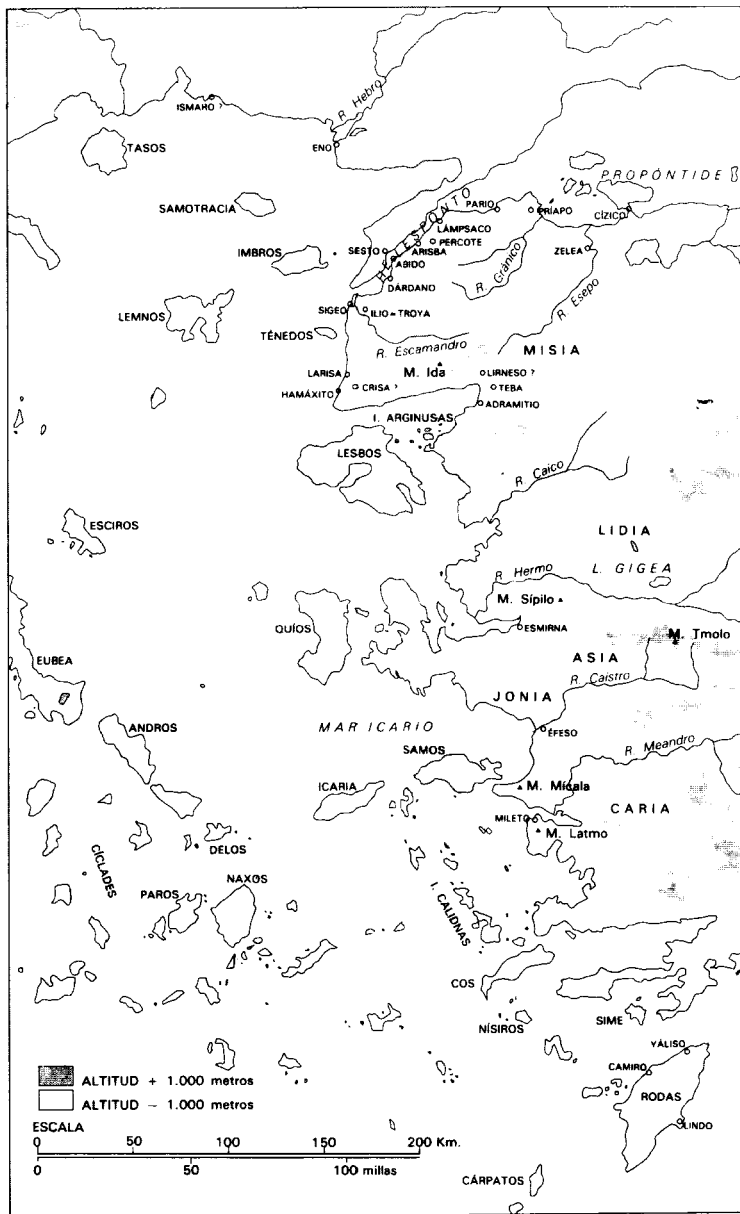 ISMARO ?
R. Hebro
TASOS
ENO
PROPÓNTIDE
SAMOTRACIA
PARIO
PRÍAPO
CÍZICO
LÁMPSACO
PERCOTE
IMBROS
SESTO
ARISBA
ABIDO
ZELEA
R. Gránico
DÁRDANO
R. Esepo
LEMNOS
SIGEO
ILIO = TROYA
TÉNEDOS
R. Escamandro
MISIA
M. Ida
LARISA
LIRNESO ?
CRISA ?
TEBA
HAMÁXITO
ADRAMITIO
I. ARGINUSAS
LESBOS
R. Caico
ESCIROS
LIDIA
L. GIGEA
R. Hermo
M. Sípilo
QUÍOS
ESMIRNA
M. Tmolo
EUBEA
ASIA
R. Caistro
JONIA
ANDROS
MAR ICARIO
ÉFESO
SAMOS
R. Meandro
ICARIA
M. Mícala
CARIA
MILETO
M. Latmo
DELOS
CÍCLADES
NAXOS
PAROS
I. CALIDNAS
COS
NÍSIROS
SIME
YÁLISO
CAMIRO
RODAS
LINDO
CÁRPATOS
ALTITUD + 1.000 metros
ALTITUD − 1.000 metros
ESCALA
0 50 100 150 200 Km.
0 50 100 millas